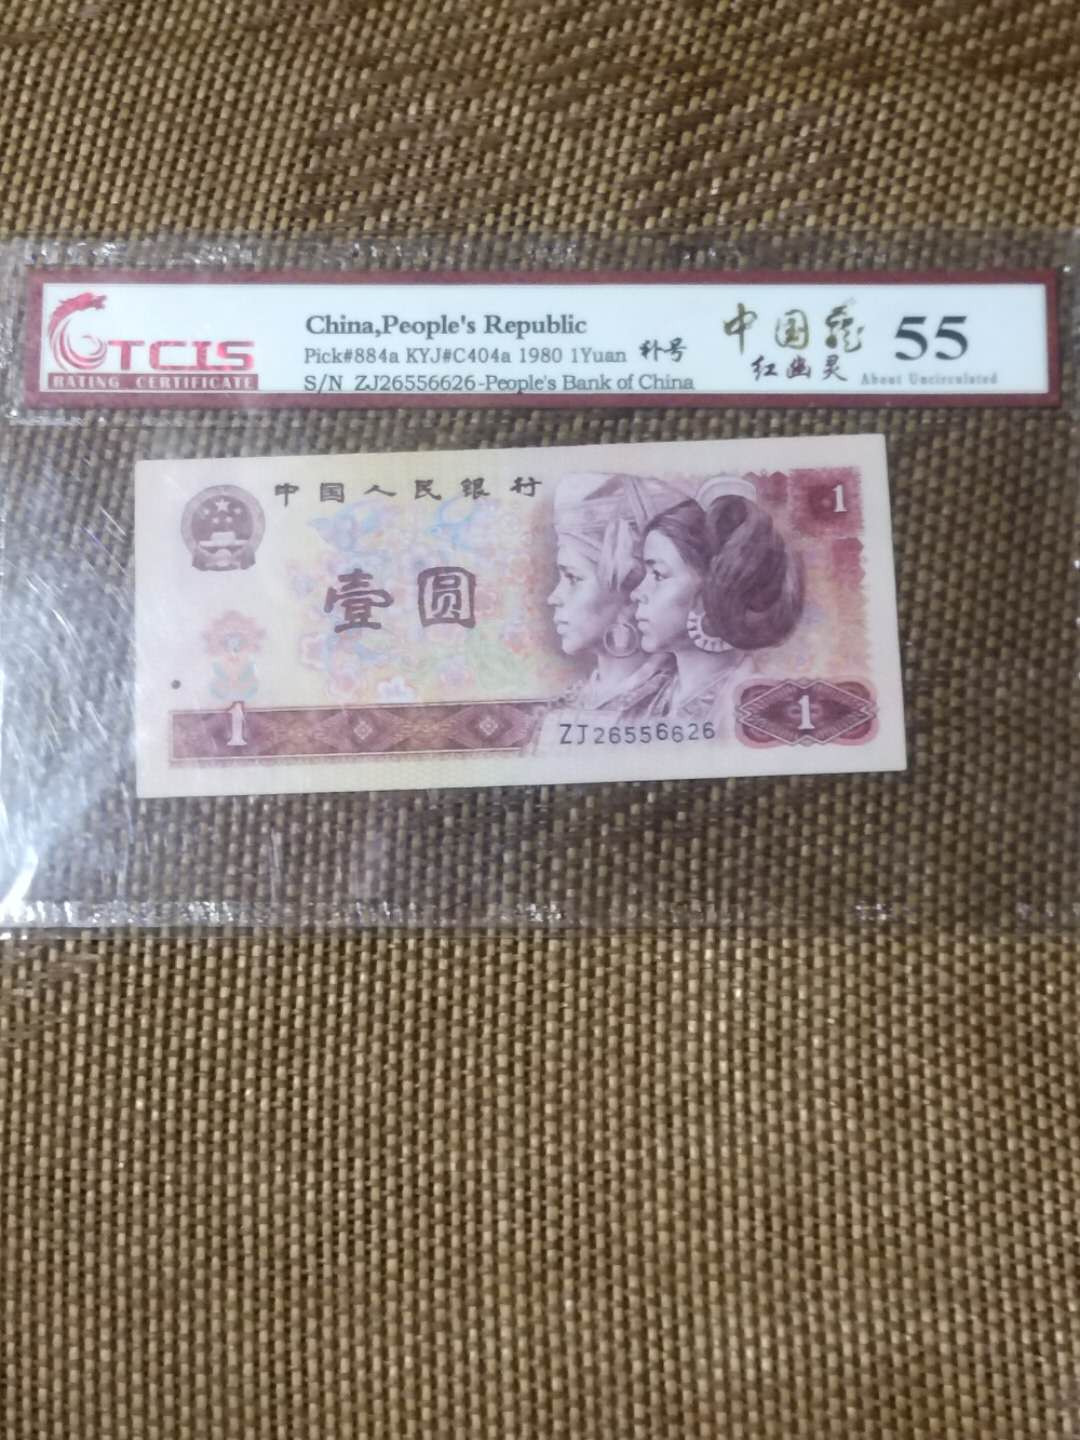 TCIS
RATING CERTIFICATE
China,People's Republic
Pick#884a KYJ#C404a 1980 1Yuan 补号
S/N ZJ26556626-People's Bank of China
中国龙
红幽灵
55
About Uncirculated
中国人民银行
1
壹圆
1
ZJ26556626
1